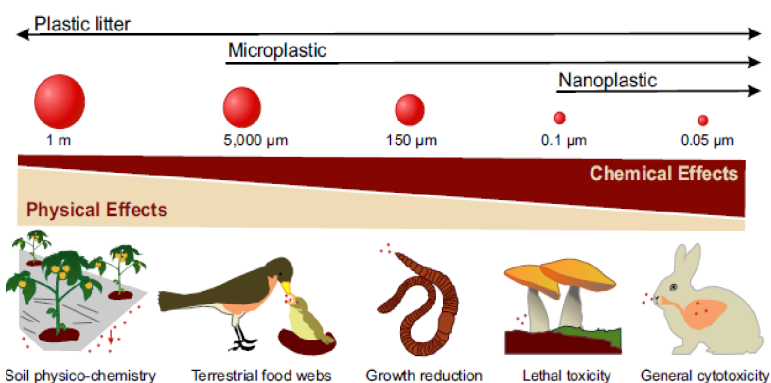 Plastic litter
Microplastic
Nanoplastic
1 m
5,000 µm
150 µm
0.1 µm
0.05 µm
Chemical Effects
Physical Effects
Soil physico-chemistry
Terrestrial food webs
Growth reduction
Lethal toxicity
General cytotoxicity